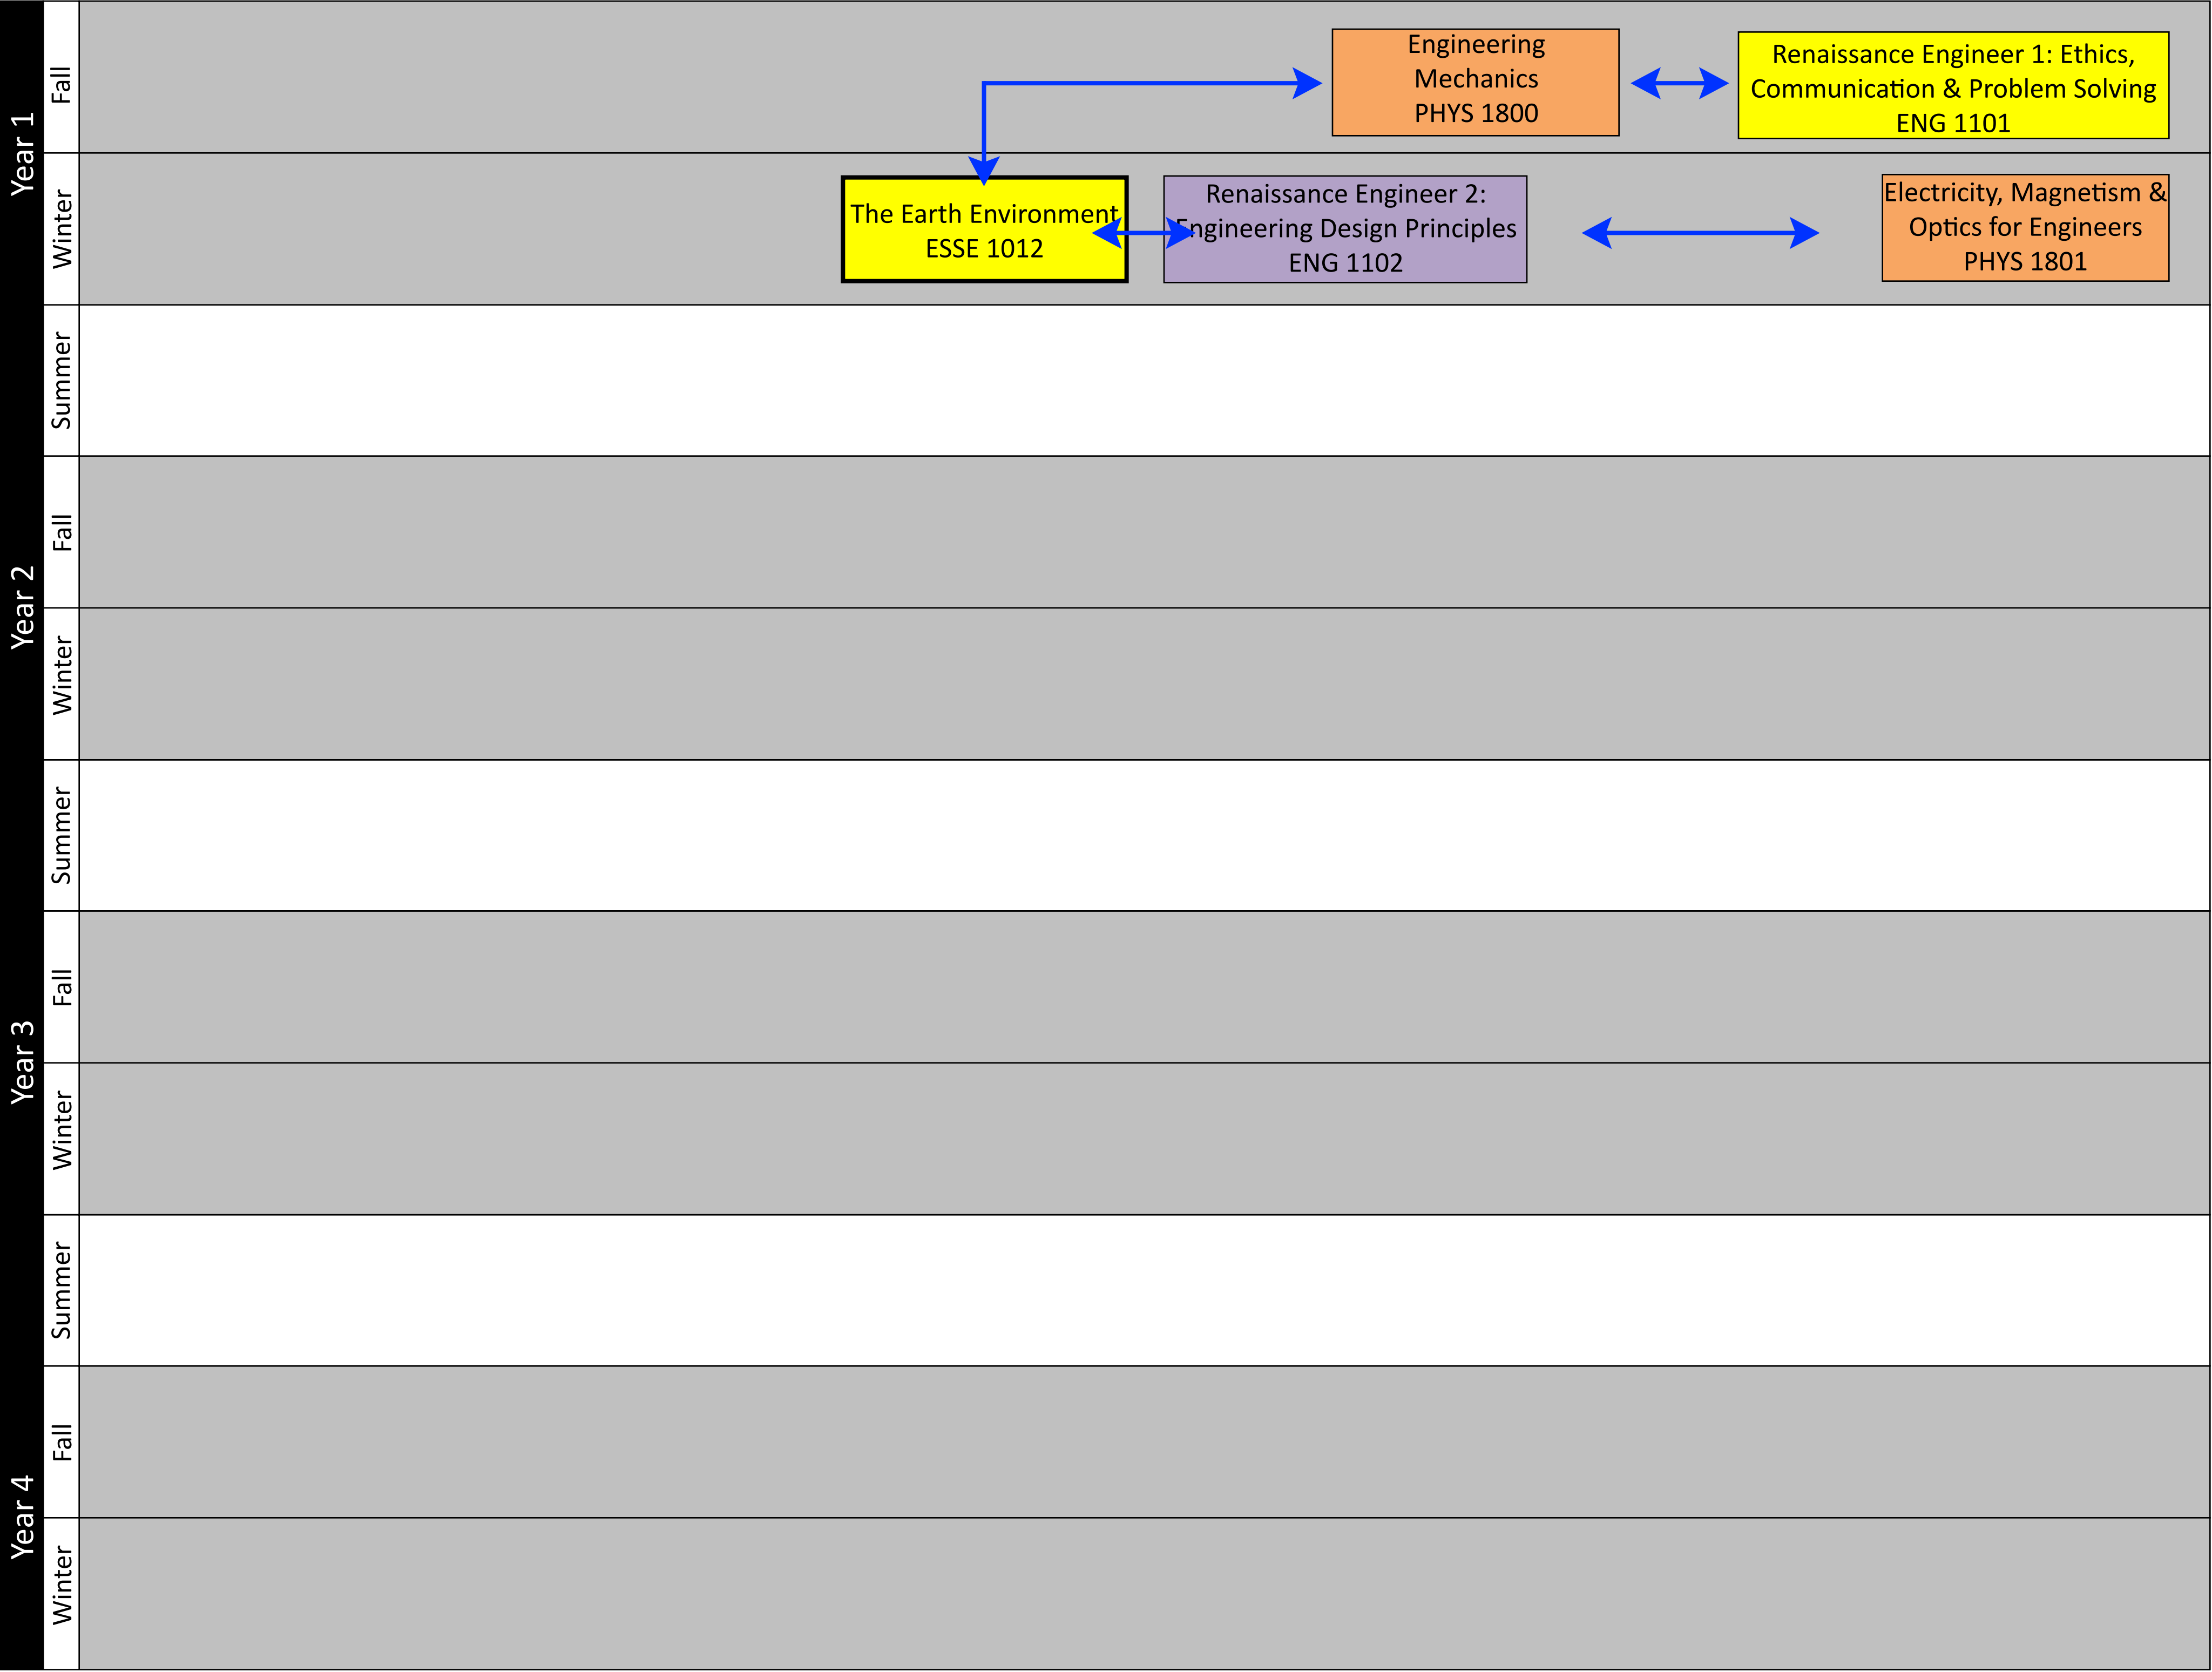 Year 1
Fall
Engineering
Mechanics
PHYS 1800
Renaissance Engineer 1: Ethics,
Communication & Problem Solving
ENG 1101
Winter
The Earth Environment
ESSE 1012
Renaissance Engineer 2:
Engineering Design Principles
ENG 1102
Electricity, Magnetism &
Optics for Engineers
PHYS 1801
Summer
Year 2
Fall
Winter
Summer
Year 3
Fall
Winter
Summer
Year 4
Fall
Winter